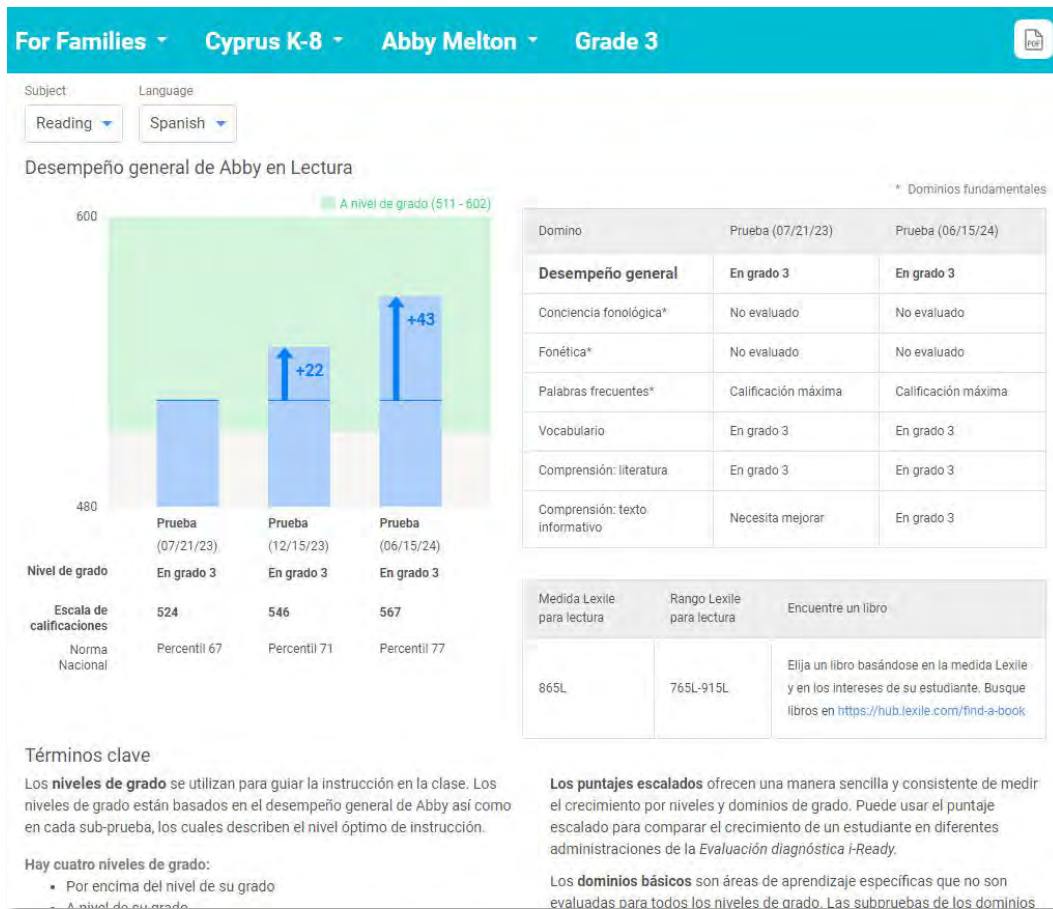 For Families Cyprus K-8 Abby Melton Grade 3
PDF
Subject Language
Reading Spanish
Desempeño general de Abby en Lectura
A nivel de grado (511 - 602)
600
+43
+22
480
Prueba Prueba Prueba
(07/21/23) (12/15/23) (06/15/24)
Nivel de grado En grado 3 En grado 3 En grado 3
Escala de calificaciones 524 546 567
Norma Nacional Percentil 67 Percentil 71 Percentil 77
* Dominios fundamentales
Domino Prueba (07/21/23) Prueba (06/15/24)
Desempeño general En grado 3 En grado 3
Conciencia fonológica* No evaluado No evaluado
Fonética* No evaluado No evaluado
Palabras frecuentes* Calificación máxima Calificación máxima
Vocabulario En grado 3 En grado 3
Comprensión: literatura En grado 3 En grado 3
Comprensión: texto informativo Necesita mejorar En grado 3
Medida Lexile para lectura Rango Lexile para lectura Encuentre un libro
865L 765L-915L
Elija un libro basándose en la medida Lexile
y en los intereses de su estudiante. Busque
libros en https://hub.lexile.com/find-a-book
Términos clave
Los niveles de grado se utilizan para guiar la instrucción en la clase. Los
niveles de grado están basados en el desempeño general de Abby así como
en cada sub-prueba, los cuales describen el nivel óptimo de instrucción.
Hay cuatro niveles de grado:
• Por encima del nivel de su grado
• A nivel de su grado
Los puntajes escalados ofrecen una manera sencilla y consistente de medir
el crecimiento por niveles y dominios de grado. Puede usar el puntaje
escalado para comparar el crecimiento de un estudiante en diferentes
administraciones de la Evaluación diagnóstica i-Ready.
Los dominios básicos son áreas de aprendizaje específicas que no son
evaluadas para todos los niveles de grado. Las subpruebas de los dominios